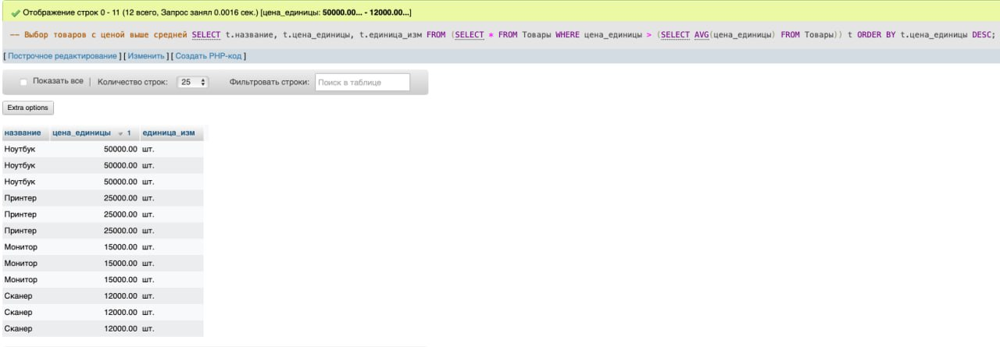 Отображение строк 0 - 11 (12 всего, Запрос занял 0.0016 сек.) [цена_единицы: 50000.00... - 12000.00...]
-- Выбор товаров с ценой выше средней SELECT t.название, t.цена_единицы, t.единица_изм FROM (SELECT * FROM Товары WHERE цена_единицы > (SELECT AVG(цена_единицы) FROM Товары)) t ORDER BY t.цена_единицы DESC;
[ Построчное редактирование ] [ Изменить ] [ Создать PHP-код ]
Показать все | Количество строк: 25 Фильтровать строки: Поиск в таблице
Extra options
название цена_единицы 1 единица_изм
Ноутбук 50000.00 шт.
Ноутбук 50000.00 шт.
Ноутбук 50000.00 шт.
Принтер 25000.00 шт.
Принтер 25000.00 шт.
Принтер 25000.00 шт.
Монитор 15000.00 шт.
Монитор 15000.00 шт.
Монитор 15000.00 шт.
Сканер 12000.00 шт.
Сканер 12000.00 шт.
Сканер 12000.00 шт.